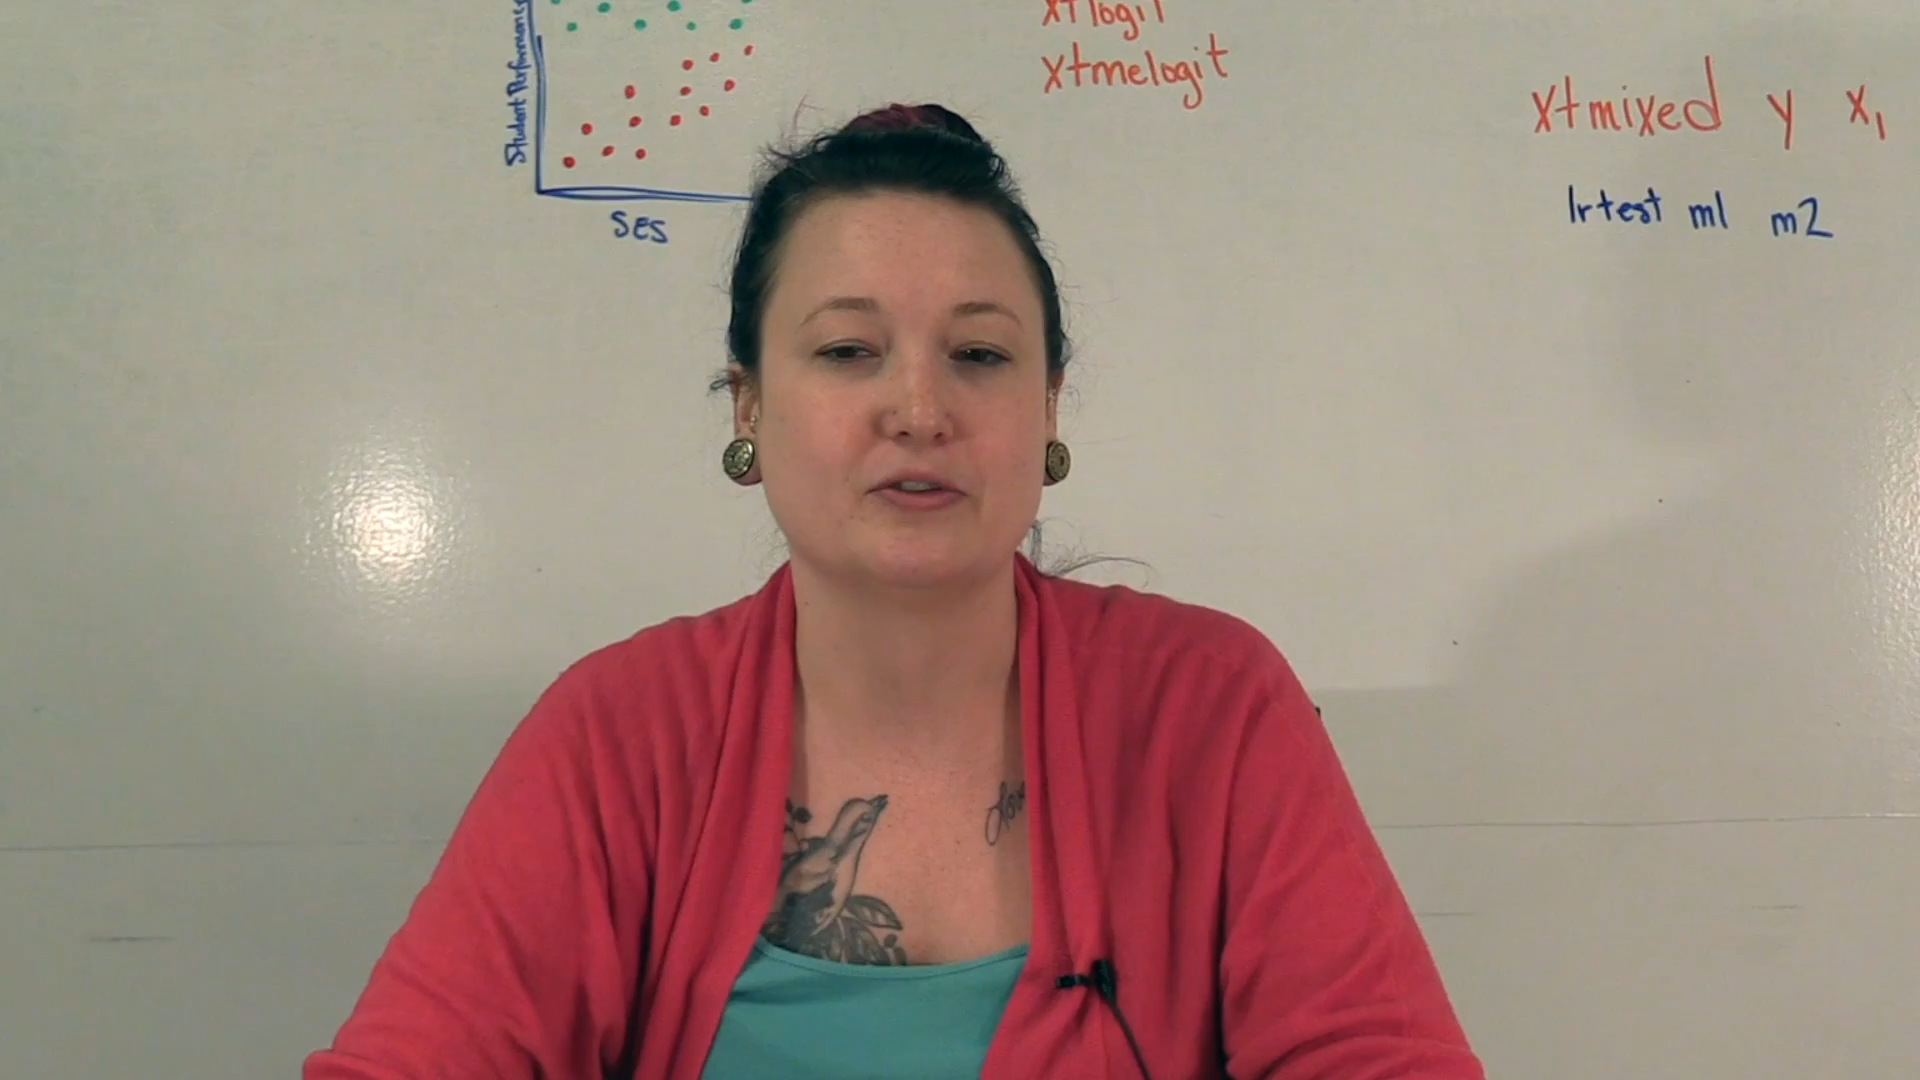 Student Performance
SES
xtlogit
xtmelogit
xtmixed y x₁
lrtest m1 m2